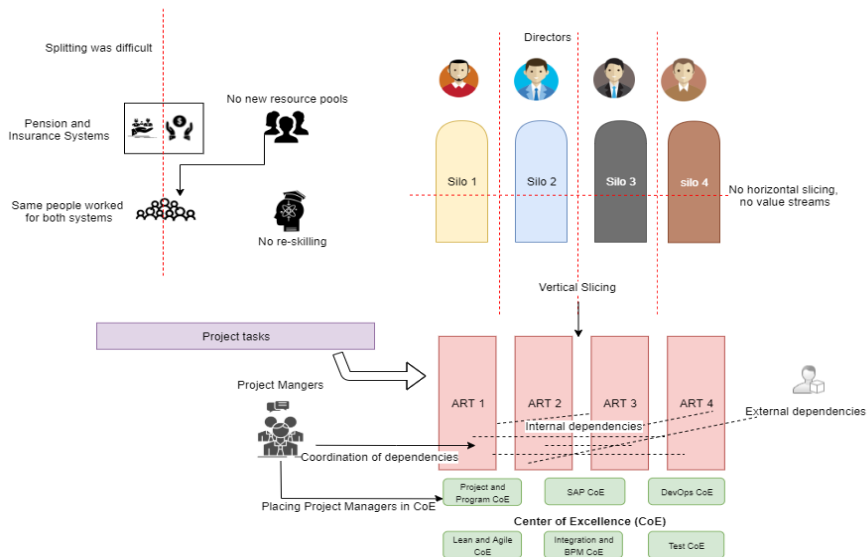 Splitting was difficult
Directors
Pension and
Insurance Systems
No new resource pools
Same people worked
for both systems
No re-skilling
Silo 1
Silo 2
Silo 3
silo 4
No horizontal slicing,
no value streams
Vertical Slicing
Project tasks
Project Mangers
ART 1
ART 2
ART 3
ART 4
Internal dependencies
External dependencies
Coordination of dependencies
Placing Project Managers in CoE
Project and
Program CoE
SAP CoE
DevOps CoE
Center of Excellence (CoE)
Lean and Agile
CoE
Integration and
BPM CoE
Test CoE